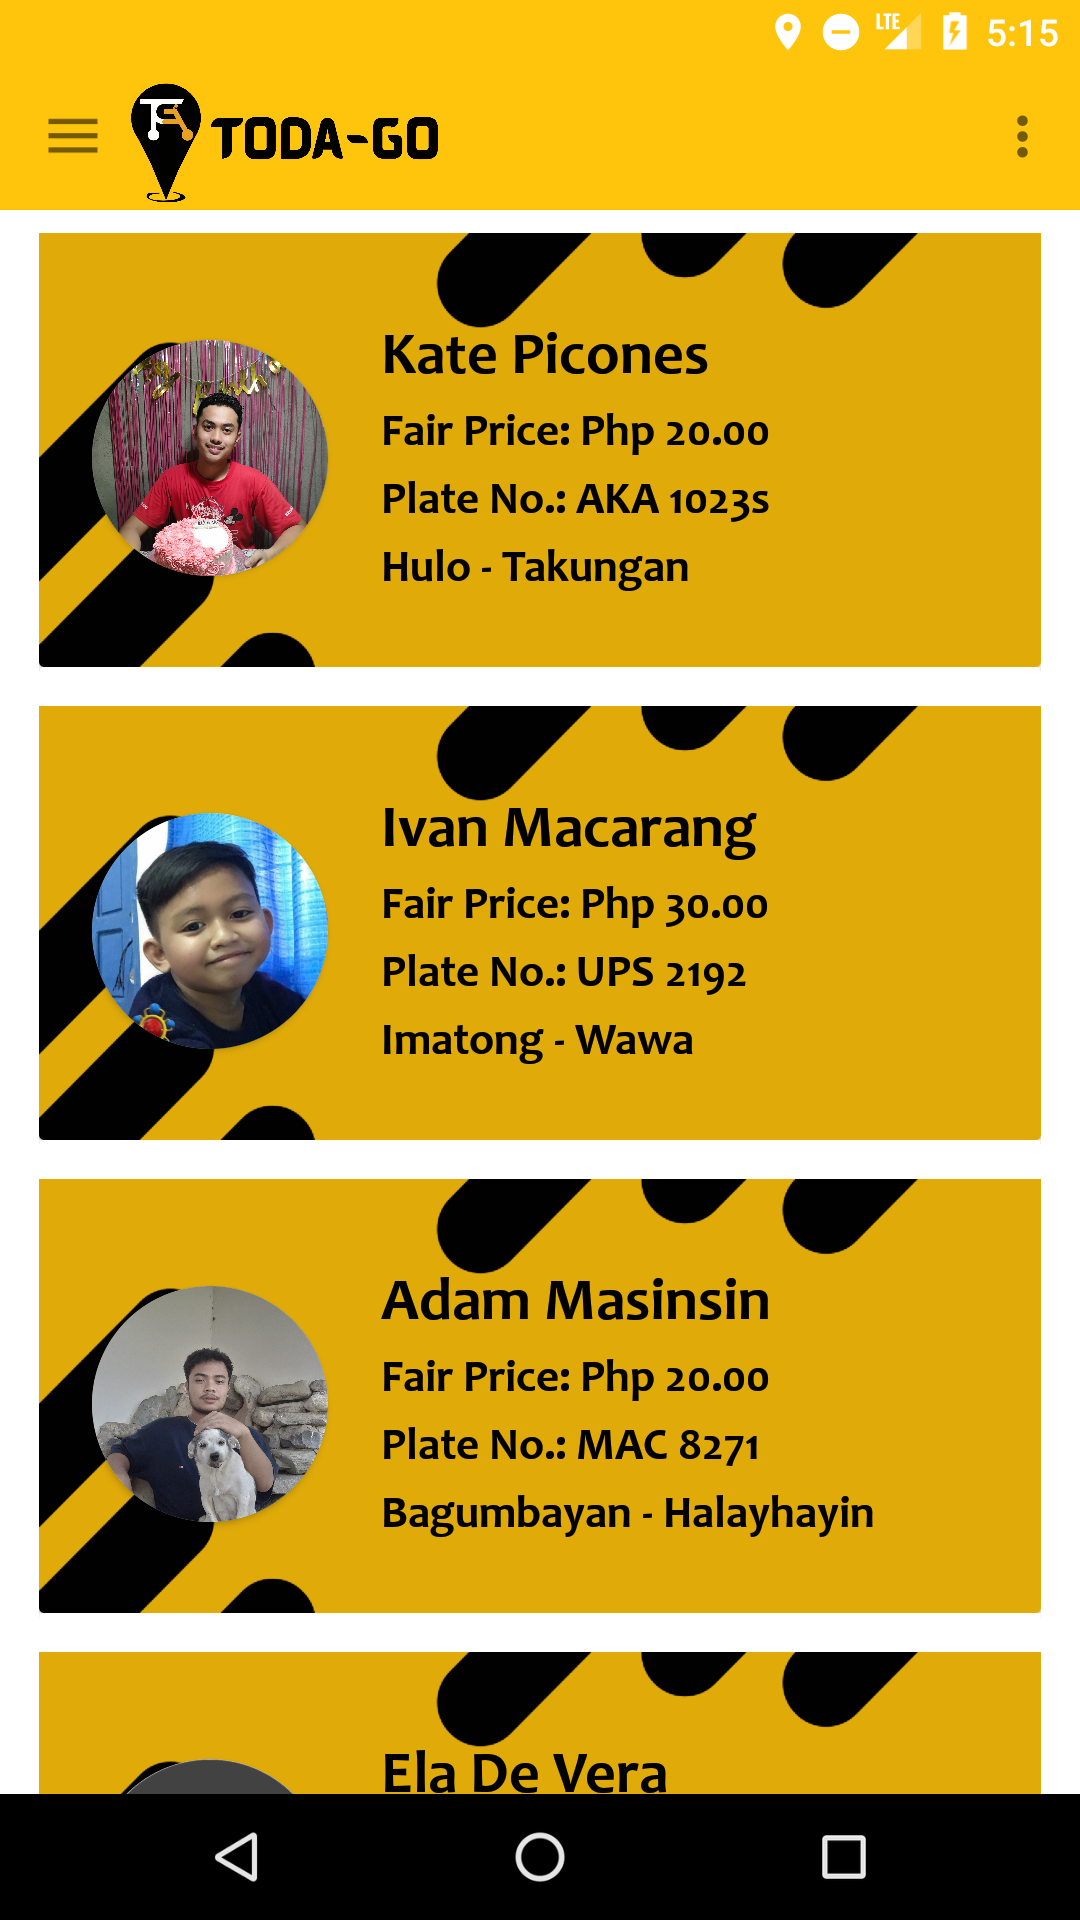 LTE 5:15
TODA-GO
Kate Picones
Fair Price: Php 20.00
Plate No.: AKA 1023s
Hulo - Takungan
Ivan Macarang
Fair Price: Php 30.00
Plate No.: UPS 2192
Imatong - Wawa
Adam Masinsin
Fair Price: Php 20.00
Plate No.: MAC 8271
Bagumbayan - Halayhayin
Ela De Vera